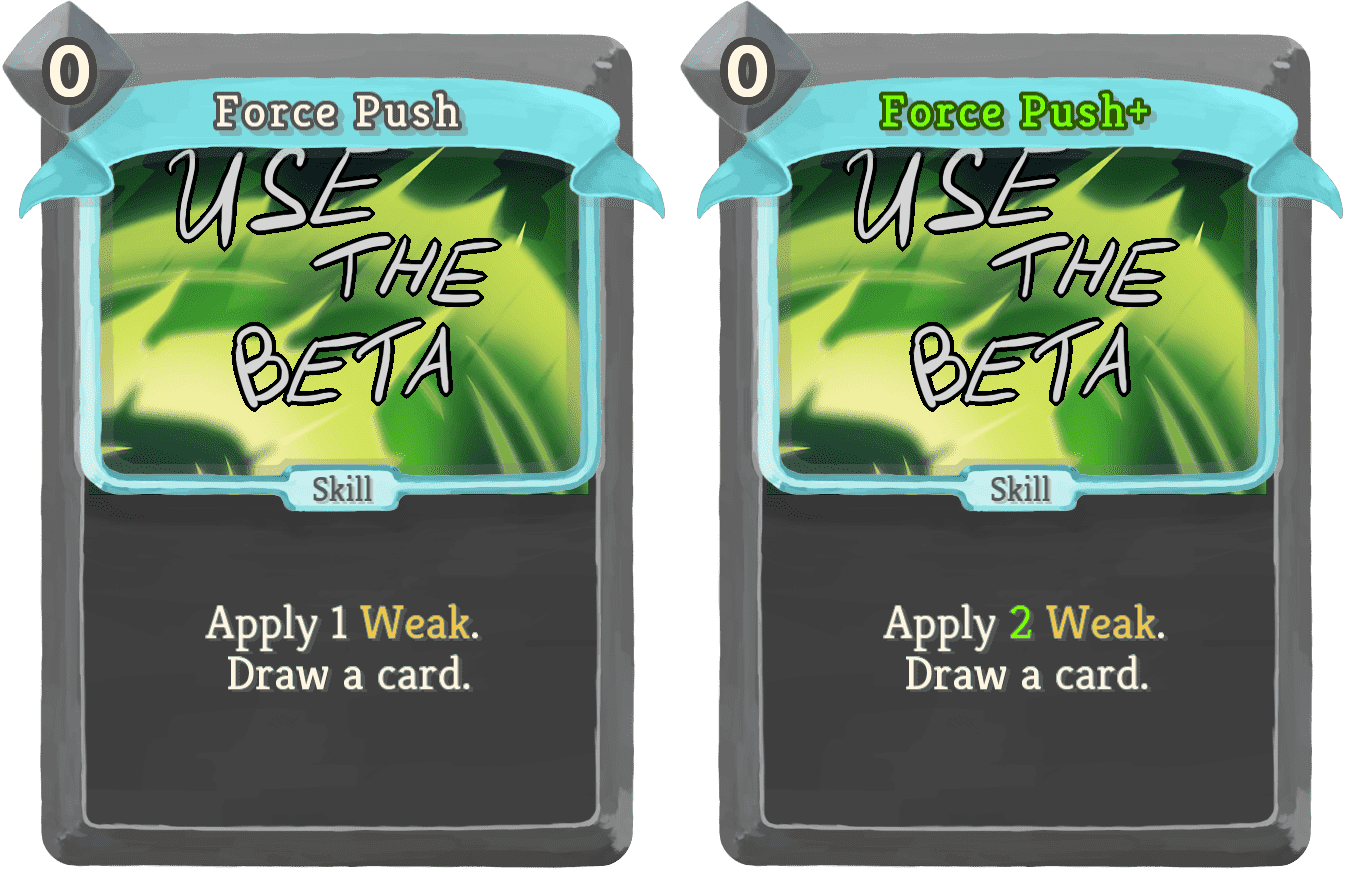 0
Force Push
USE
THE
BETA
Skill
Apply 1 Weak.
Draw a card.
0
Force Push+
USE
THE
BETA
Skill
Apply 2 Weak.
Draw a card.